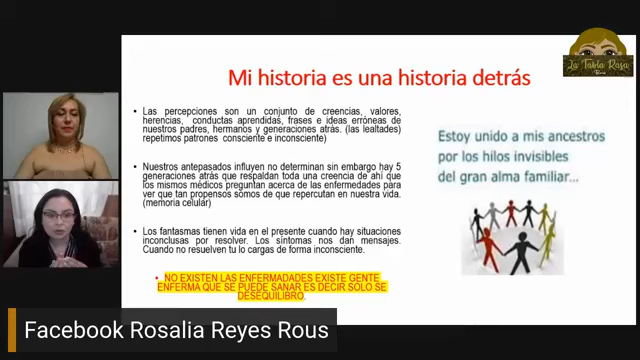 La Tabla Rosa
Mi historia es una historia detrás
• Las percepciones son un conjunto de creencias, valores,
herencias, conductas aprendidas, frases e ideas erróneas de
nuestros padres, hermanos y generaciones atrás. (las lealtades)
repetimos patrones consciente e inconsciente)
• Nuestros antepasados influyen no determinan sin embargo hay 5
generaciones atrás que respaldan toda una creencia de ahí que
los mismos médicos preguntan acerca de las enfermedades para
ver que tan propensos somos de que repercutan en nuestra vida.
(memoria celular)
• Los fantasmas tienen vida en el presente cuando hay situaciones
inconclusas por resolver. Los síntomas nos dan mensajes.
Cuando no resuelven tu lo cargas de forma inconsciente.
• NO EXISTEN LAS ENFERMADADES EXISTE GENTE
ENFERMA QUE SE PUEDE SANAR ES DECIR SOLO SE
DESEQUILIBRO.
Estoy unido a mis ancestros
por los hilos invisibles
del gran alma familiar...
Facebook Rosalia Reyes Rous